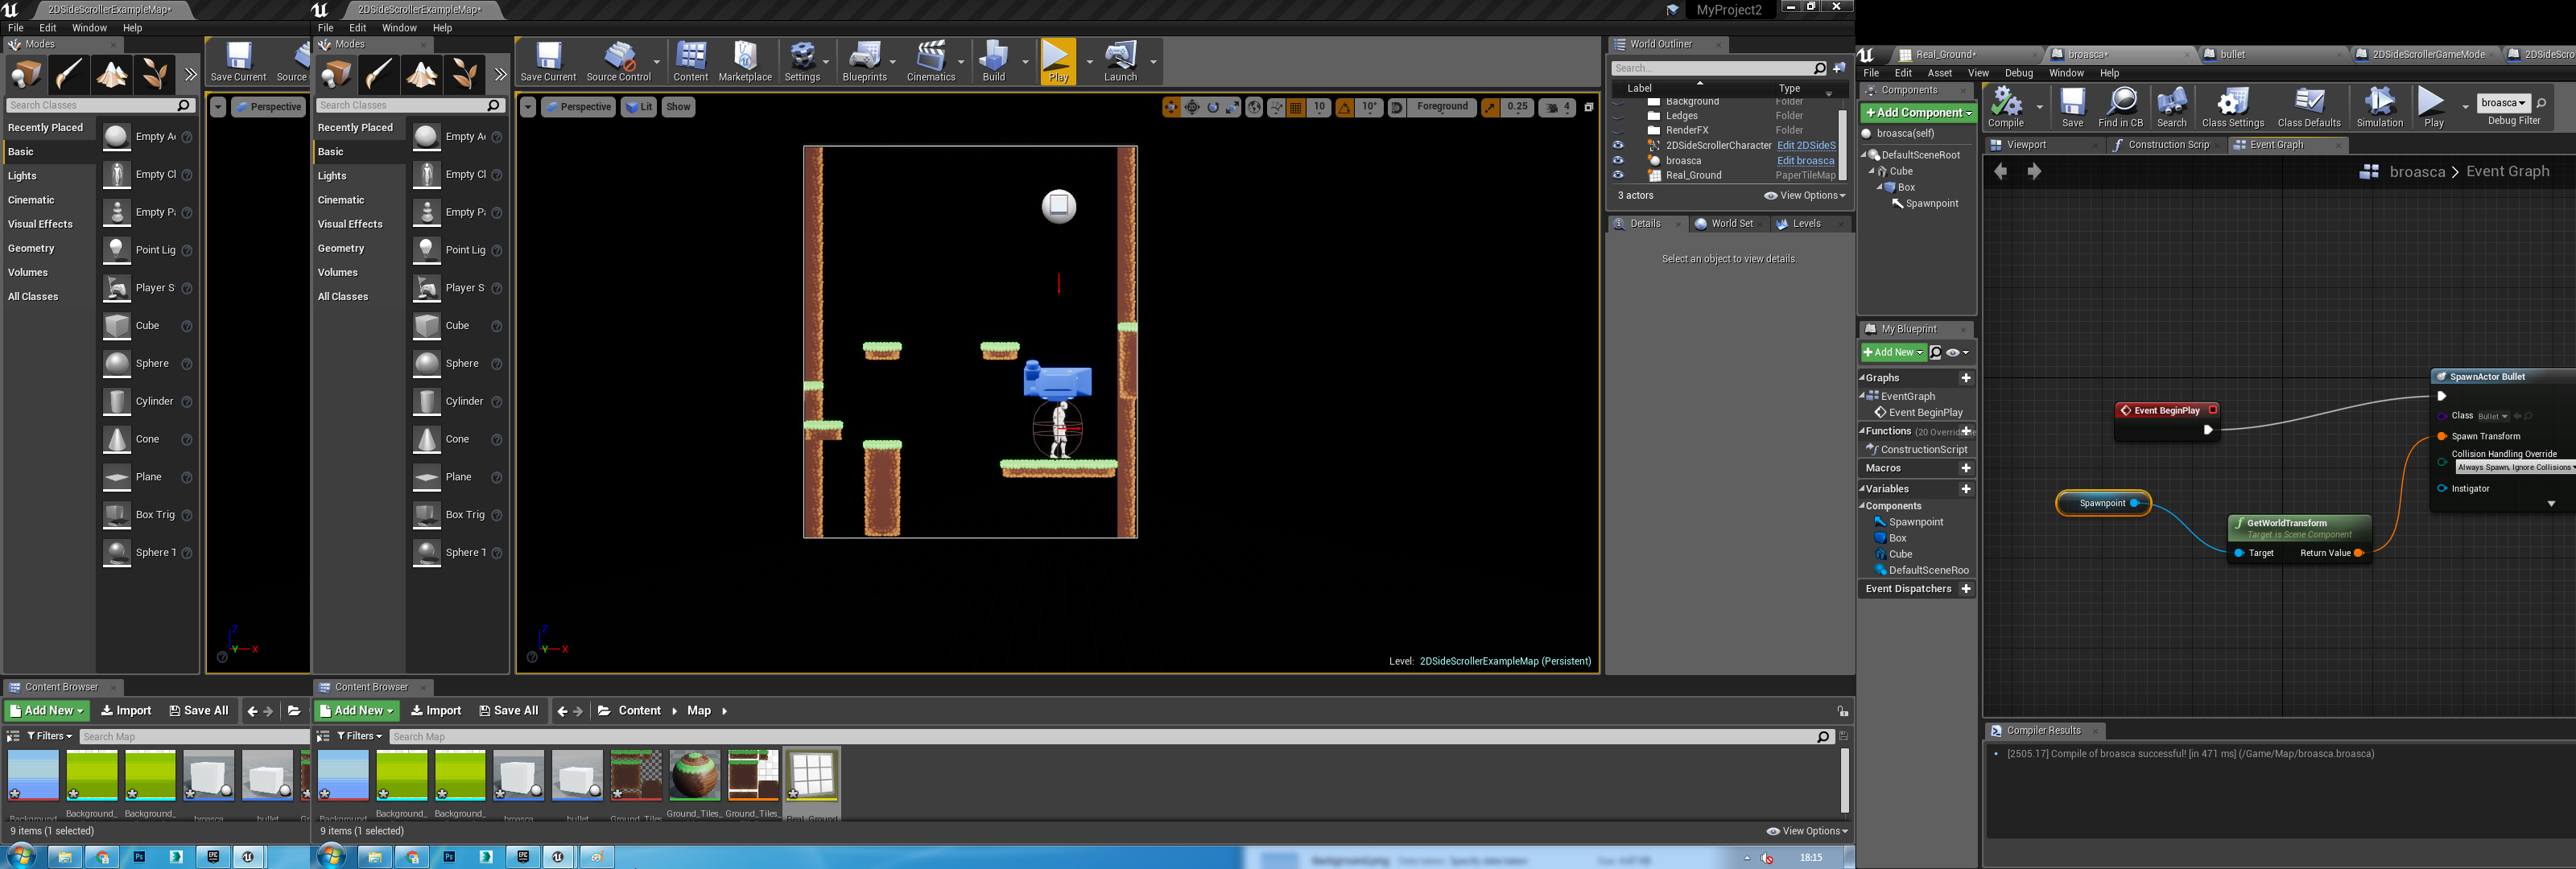 2DSideScrollerExampleMap*
File Edit Window Help
Modes
Search Classes
Recently Placed
Basic
Lights
Cinematic
Visual Effects
Geometry
Volumes
All Classes
Empty Ac
Empty Cl
Empty Pa
Point Lig
Player S
Cube
Sphere
Cylinder
Cone
Plane
Box Trig
Sphere T
Save Current
Perspective
Content Browser
Add New Import Save All
Filters Search Map
Background_
Background_
broasca
bullet
9 items (1 selected)
2DSideScrollerExampleMap*
MyProject2
File Edit Window Help
Modes
Search Classes
Recently Placed
Basic
Lights
Cinematic
Visual Effects
Geometry
Volumes
All Classes
Empty Ac
Empty Cl
Empty Pa
Point Lig
Player S
Cube
Sphere
Cylinder
Cone
Plane
Box Trig
Sphere T
Save Current Source Control Content Marketplace Settings Blueprints Cinematics Build Play Launch
Perspective Lit Show
10 10° Foreground 0.25 4
Z Y X
Level: 2DSideScrollerExampleMap (Persistent)
World Outliner
Search...
Label Type
Background Folder
Ledges Folder
RenderFX Folder
2DSideScrollerCharacter Edit 2DSideS
broasca Edit broasca
Real_Ground PaperTileMap
3 actors View Options
Details World Set Levels
Select an object to view details.
Content Browser
Add New Import Save All Content Map
Filters Search Map
Background_
Background_
broasca
bullet
Ground_Tiles
Ground_Tiles_
Ground_Tiles_
Real_Ground
9 items (1 selected) View Options
18:15
Real_Ground* broasca* bullet 2DSideScrollerGameMode 2DSideScro
File Edit Asset View Debug Window Help
Components
+Add Component
broasca(self)
DefaultSceneRoot
Cube
Box
Spawnpoint
Compile Save Find in CB Search Class Settings Class Defaults Simulation Play
broasca
Debug Filter
Viewport Construction Scrip Event Graph
broasca > Event Graph
My Blueprint
+Add New
Graphs
EventGraph
Event BeginPlay
Functions (20 Overridable
ConstructionScript
Macros
Variables
Components
Spawnpoint
Box
Cube
DefaultSceneRoo
Event Dispatchers
Event BeginPlay
Spawnpoint
GetWorldTransform
Target is Scene Component
Target Return Value
SpawnActor Bullet
Class Bullet
Spawn Transform
Collision Handling Override
Always Spawn, Ignore Collisions
Instigator
Compiler Results
[2505.17] Compile of broasca successful! [in 471 ms] (/Game/Map/broasca.broasca)